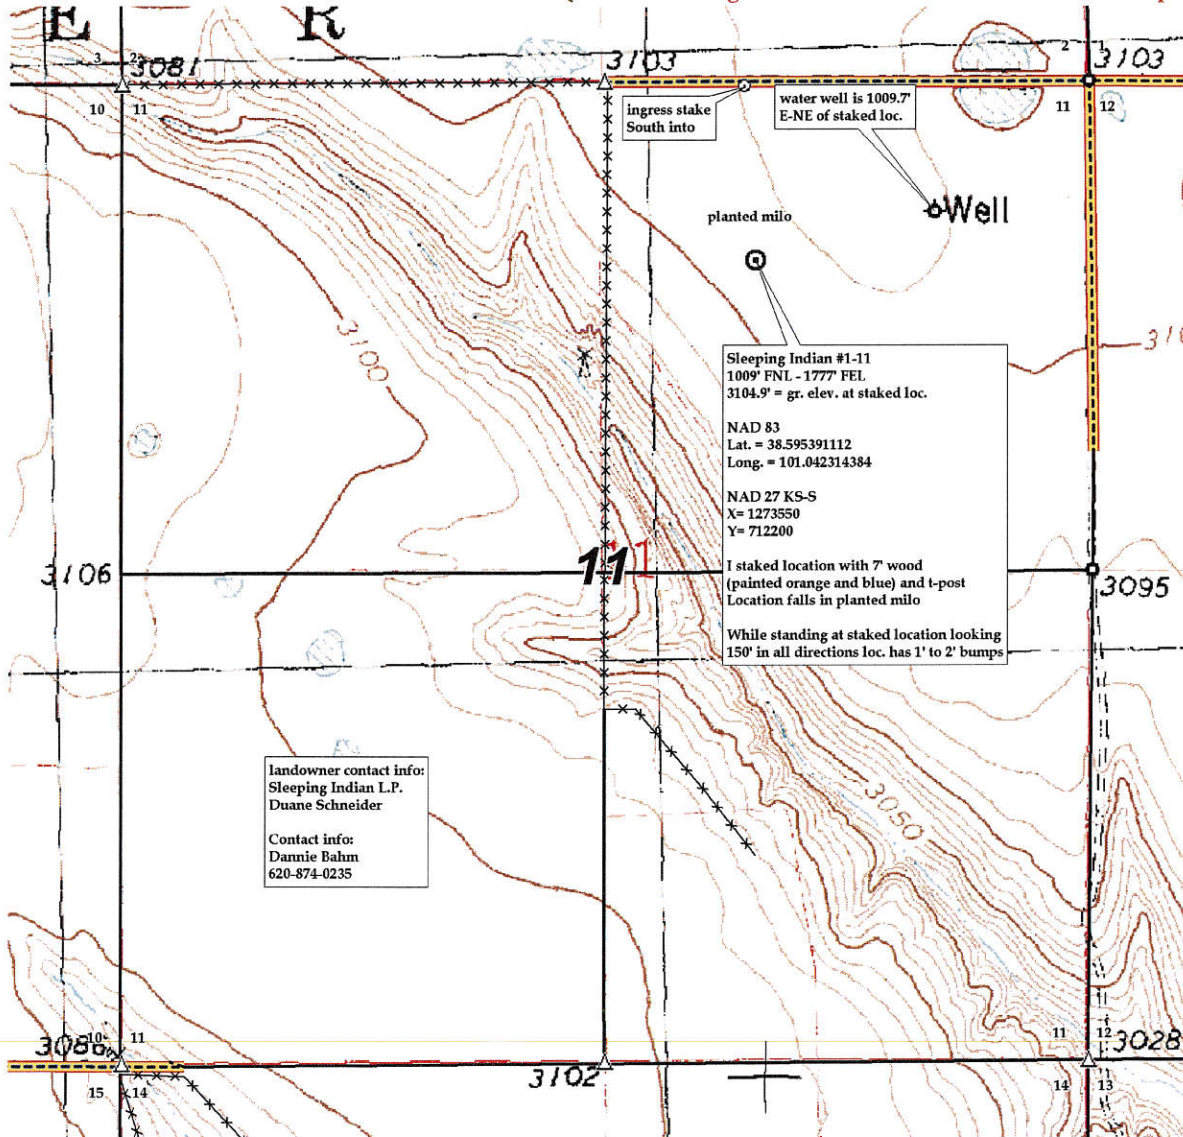 E R
3 2
3081
3103
2 1
3103
10 11
11 12
ingress stake
South into
water well is 1009.7'
E-NE of staked loc.
Well
planted milo
3100
Sleeping Indian #1-11
1009' FNL - 1777' FEL
3104.9' = gr. elev. at staked loc.
NAD 83
Lat. = 38.595391112
Long. = 101.042314384
NAD 27 KS-S
X= 1273550
Y= 712200
I staked location with 7' wood
(painted orange and blue) and t-post
Location falls in planted milo
While standing at staked location looking
150' in all directions loc. has 1' to 2' bumps
3106
11
3095
landowner contact info:
Sleeping Indian L.P.
Duane Schneider
Contact info:
Dannie Bahm
620-874-0235
3050
10 11
11 12
3028
3102
15 14
14 13